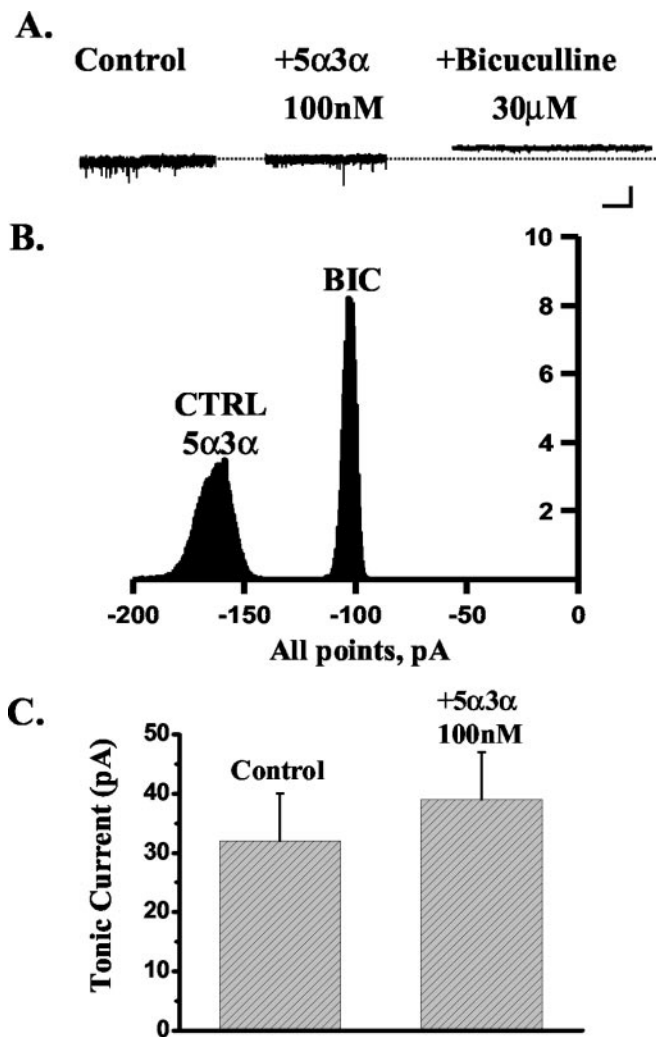 A.
Control +5α3α +Bicuculline
100nM 30μM
B.
10
BIC
8
6
CTRL
5α3α
4
2
-200 -150 -100 -50 0
All points, pA
C.
+5α3α
100nM
50
Control
40
30
20
10
0
Tonic Current (pA)